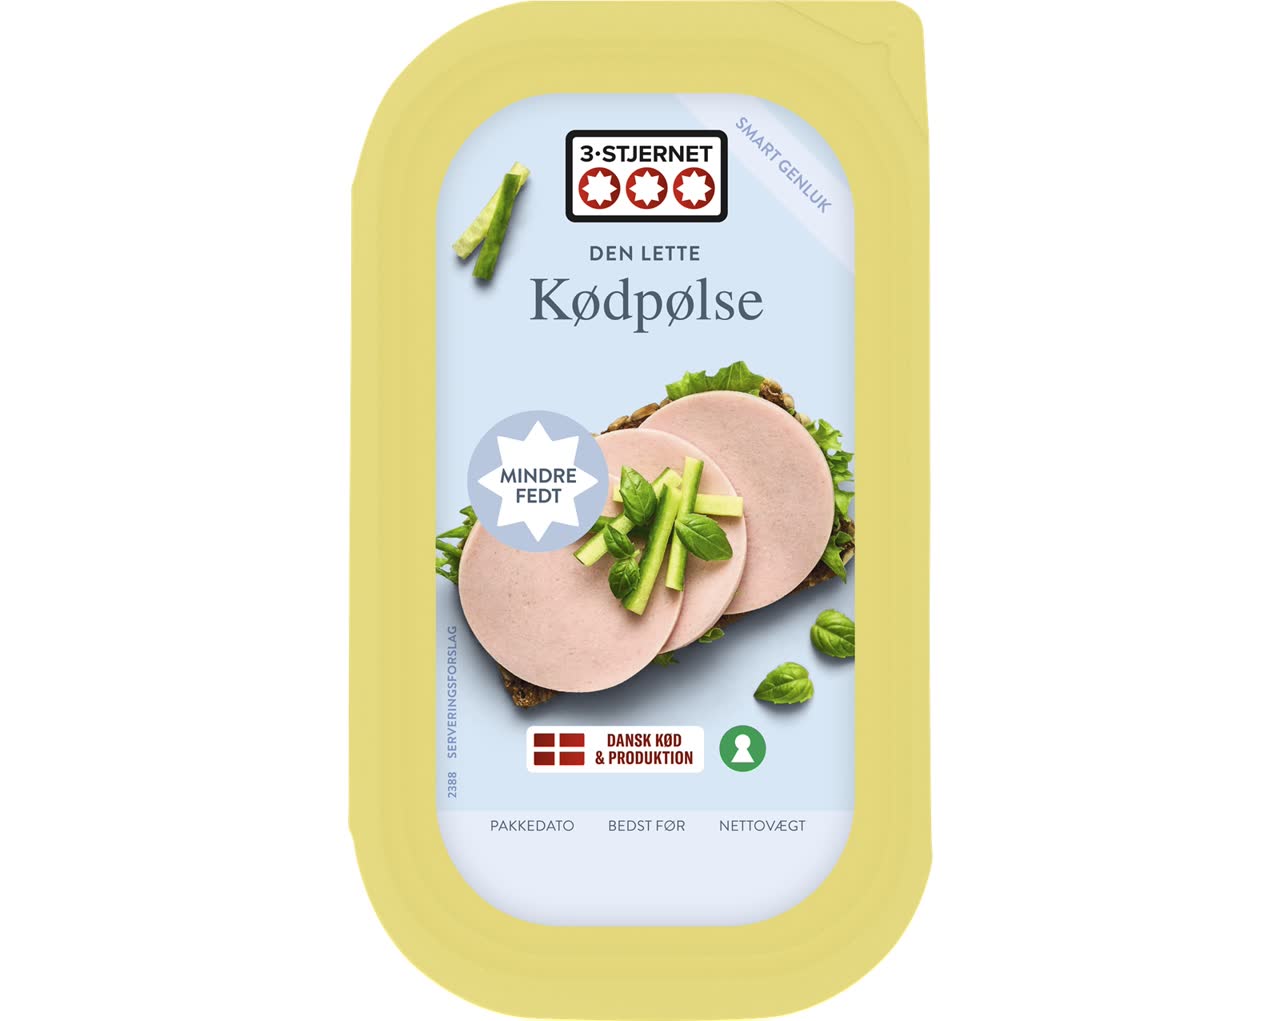 3·STJERNET
SMART GENLUK
DEN LETTE
Kødpølse
MINDRE
FEDT
2388 SERVERINGSFORSLAG
DANSK KØD
& PRODUKTION
PAKKEDATO BEDST FØR NETTOVÆGT